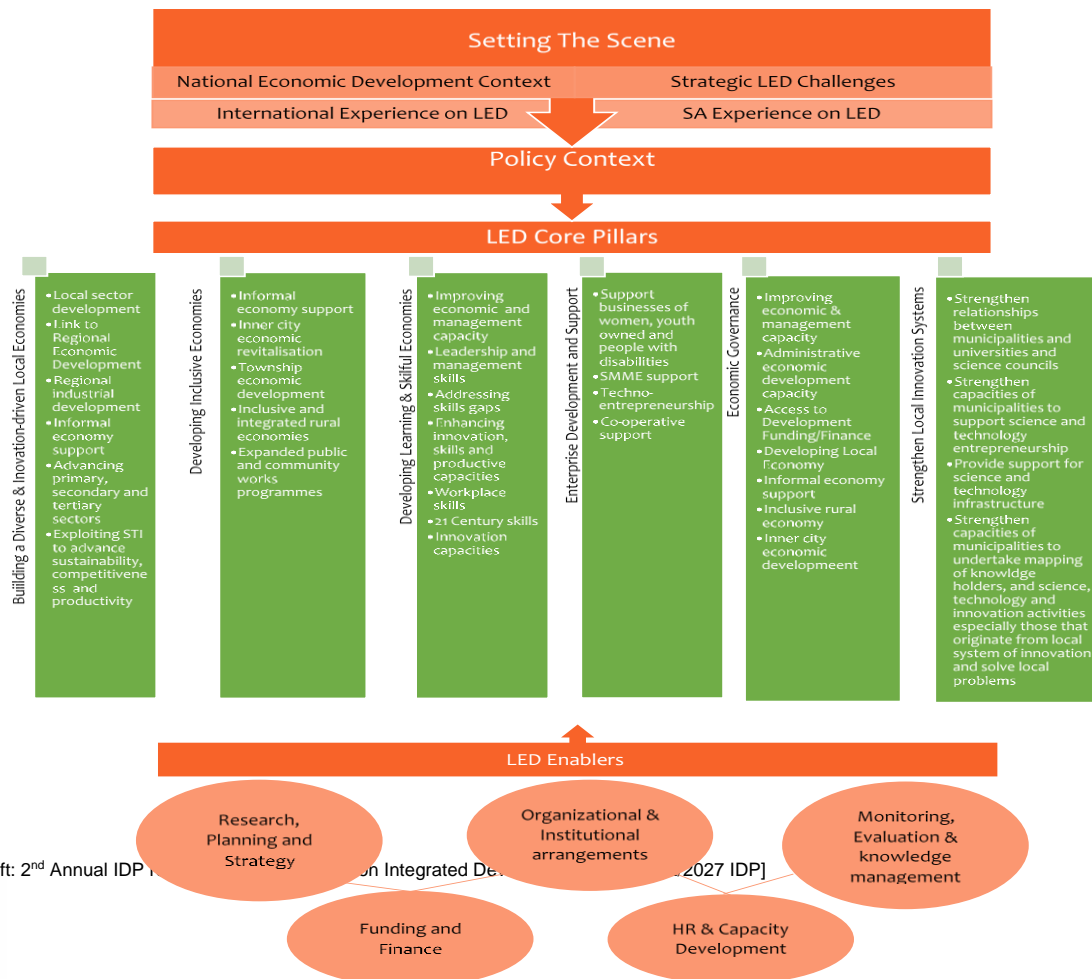 Setting The Scene
National Economic Development Context
Strategic LED Challenges
International Experience on LED
SA Experience on LED
Policy Context
LED Core Pillars
Buiilding a Diverse & Inovation-driven Local Economies
•Local sector
development
•Link to
Regional
Economic
Development
•Regional
industrial
development
•Informal
economy
support
•Advancing
primary,
secondary and
tertiary
sectors
•Exploiting STI
to advance
sustainability,
competitivene
ss and
productivity
Developing Inclusive Economies
•Informal
economy support
•Inner city
economic
revitalisation
•Township
economic
development
•Inclusive and
integrated rural
economies
•Expanded public
and community
works
programmes
Developing Learning & Skilful Economies
•Improving
economic and
management
capacity
•Leadership and
management
skills
•Addressing
skills gaps
•Enhancing
innovation,
skills and
productive
capacities
•Workplace
skills
•21 Century skills
•Innovation
capacities
Enterprise Development and Support
•Support
businesses of
women, youth
owned and
people with
disabilities
•SMME support
•Techno-
entrepreneurship
•Co-operative
support
Economic Governance
•Improving
economic &
management
capacity
•Administrative
economic
development
capacity
•Access to
Development
Funding/Finance
•Developing Local
Economy
•Informal economy
support
•Inclusive rural
economy
•Inner city
economic
developmeent
Strengthen Local Innovation Systems
•Strengthen
relationships
between
municipalities and
universities and
science councils
•Strengthen
capacities of
municipalities to
support science and
technology
entrepreneurship
•Provide support for
science and
technology
infrastructure
•Strengthen
capacities of
municipalities to
undertake mapping
of knowldge
holders, and science,
technology and
innovation activities
especially those that
originate from local
system of innovation
and solve local
problems
LED Enablers
Research,
Planning and
Strategy
Organizational &
Institutional
arrangements
Monitoring,
Evaluation &
knowledge
management
ft: 2nd Annual IDP on Integrated De /2027 IDP]
Funding and
Finance
HR & Capacity
Development